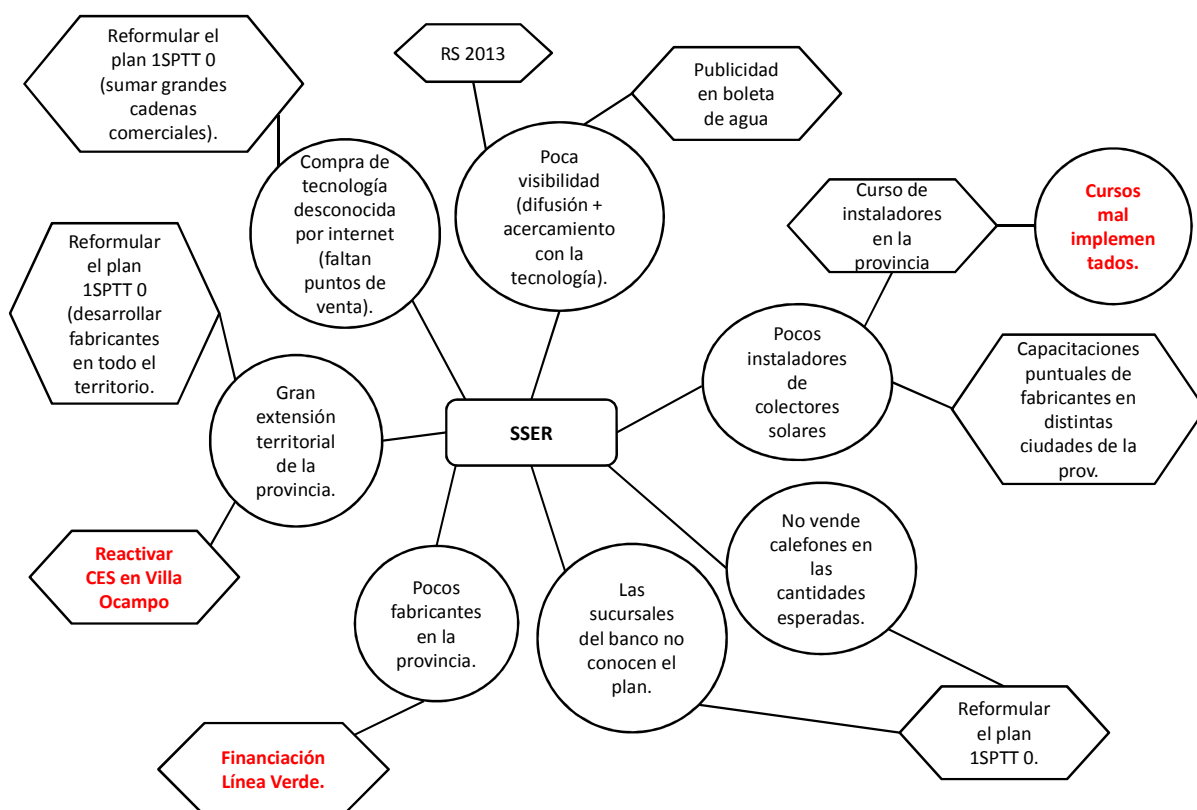 Reformular el
plan 1SPTT 0
(sumar grandes
cadenas
comerciales).
RS 2013
Publicidad
en boleta
de agua
Compra de
tecnología
desconocida
por internet
(faltan
puntos de
venta).
Poca
visibilidad
(difusión +
acercamiento
con la
tecnología).
Curso de
instaladores
en la
provincia
Cursos
mal
implemen
tados.
Reformular
el plan
1SPTT 0
(desarrollar
fabricantes
en todo el
territorio.
Pocos
instaladores
de
colectores
solares
Capacitaciones
puntuales de
fabricantes en
distintas
ciudades de la
prov.
Gran
extensión
territorial
de la
provincia.
SSER
Reactivar
CES en Villa
Ocampo
Pocos
fabricantes
en la
provincia.
Las
sucursales
del banco no
conocen el
plan.
No vende
calefones en
las
cantidades
esperadas.
Financiación
Línea Verde.
Reformular
el plan
1SPTT 0.